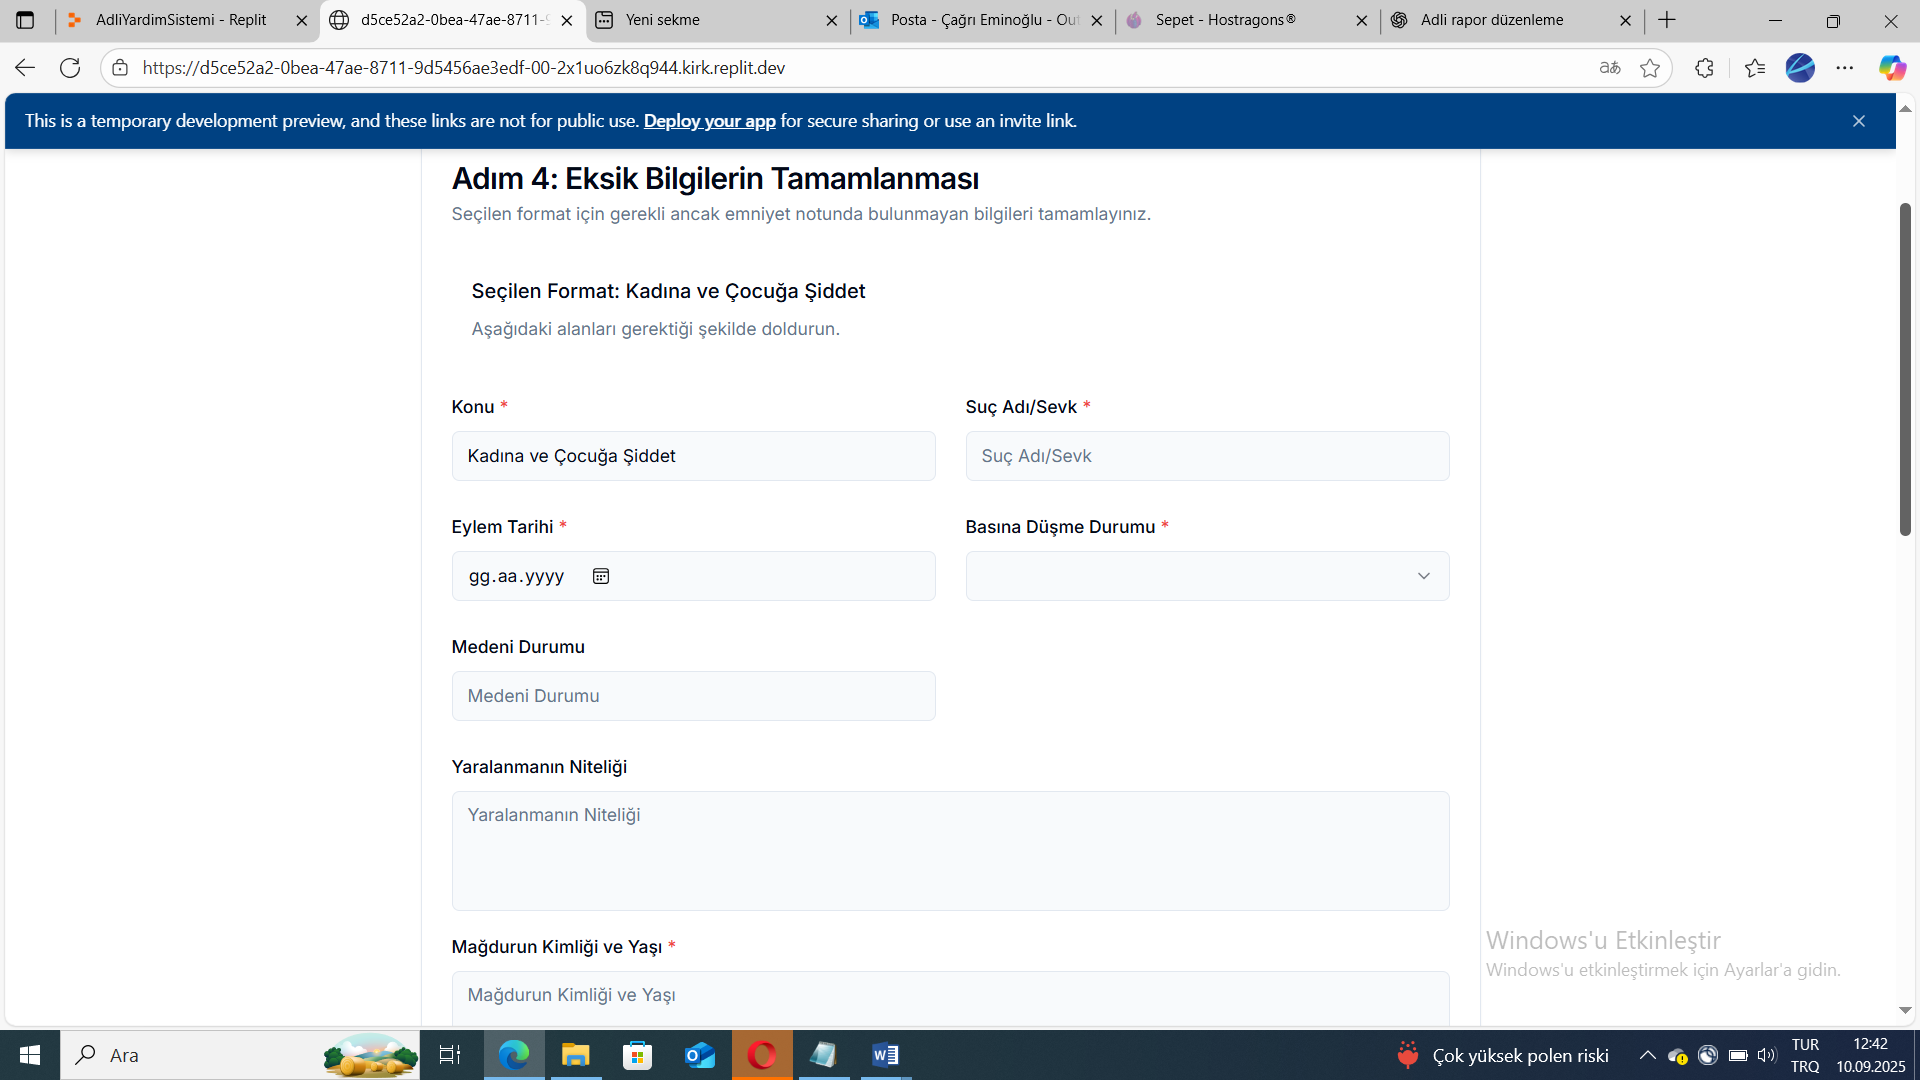 AdliYardimSistemi - Replit
d5ce52a2-0bea-47ae-8711-9
Yeni sekme
Posta - Çağrı Eminoğlu - Out
Sepet - Hostragons®
Adli rapor düzenleme
https://d5ce52a2-0bea-47ae-8711-9d5456ae3edf-00-2x1uo6zk8q944.kirk.replit.dev
aあ
This is a temporary development preview, and these links are not for public use. Deploy your app for secure sharing or use an invite link.
Adım 4: Eksik Bilgilerin Tamamlanması
Seçilen format için gerekli ancak emniyet notunda bulunmayan bilgileri tamamlayınız.
Seçilen Format: Kadına ve Çocuğa Şiddet
Aşağıdaki alanları gerektiği şekilde doldurun.
Konu *
Suç Adı/Sevk *
Kadına ve Çocuğa Şiddet
Suç Adı/Sevk
Eylem Tarihi *
Basına Düşme Durumu *
gg.aa.yyyy
Medeni Durumu
Medeni Durumu
Yaralanmanın Niteliği
Yaralanmanın Niteliği
Mağdurun Kimliği ve Yaşı *
Mağdurun Kimliği ve Yaşı
Windows'u Etkinleştir
Windows'u etkinleştirmek için Ayarlar'a gidin.
Ara
Çok yüksek polen riski
TUR
TRQ
12:42
10.09.2025